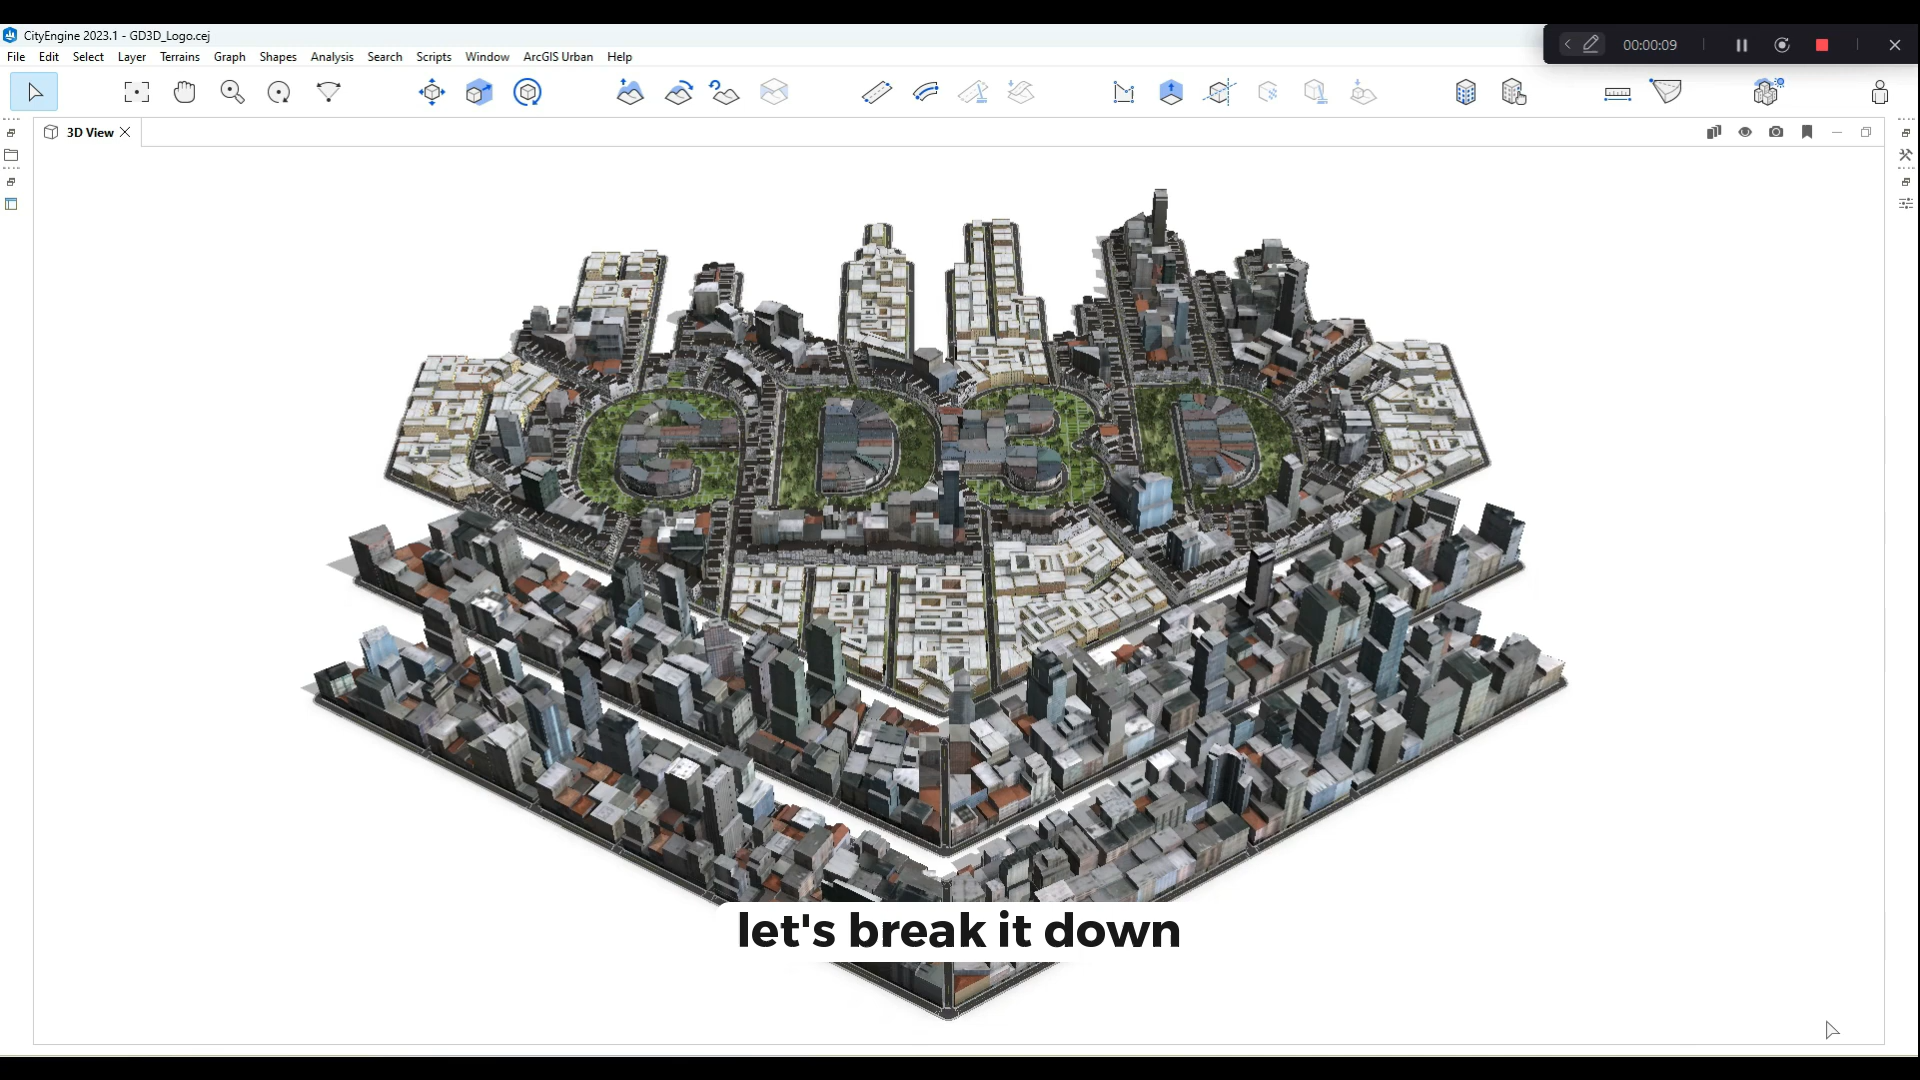 CityEngine 2023.1 - GD3D_Logo.cej
File Edit Select Layer Terrains Graph Shapes Analysis Search Scripts Window ArcGIS Urban Help
00:00:09
3D View
GD3D
let's break it down